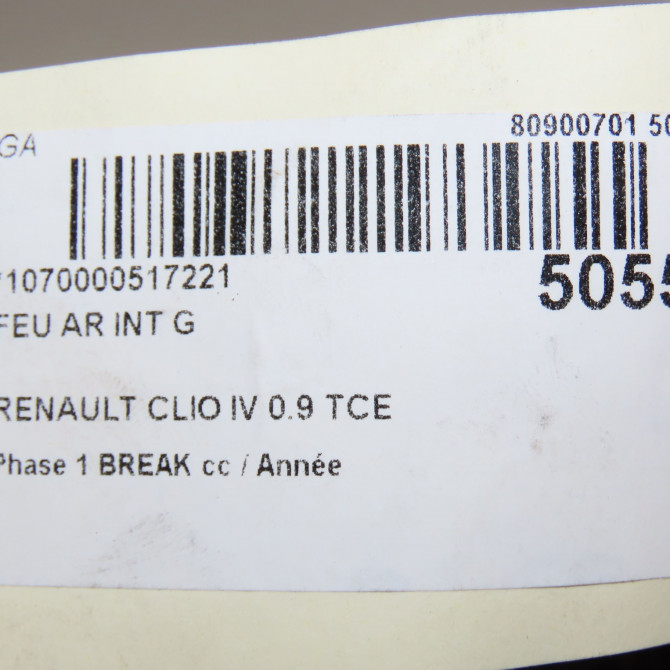 GA
80900701 50
*1070000517221
5055
FEU AR INT G
RENAULT CLIO IV 0.9 TCE
Phase 1 BREAK cc / Année